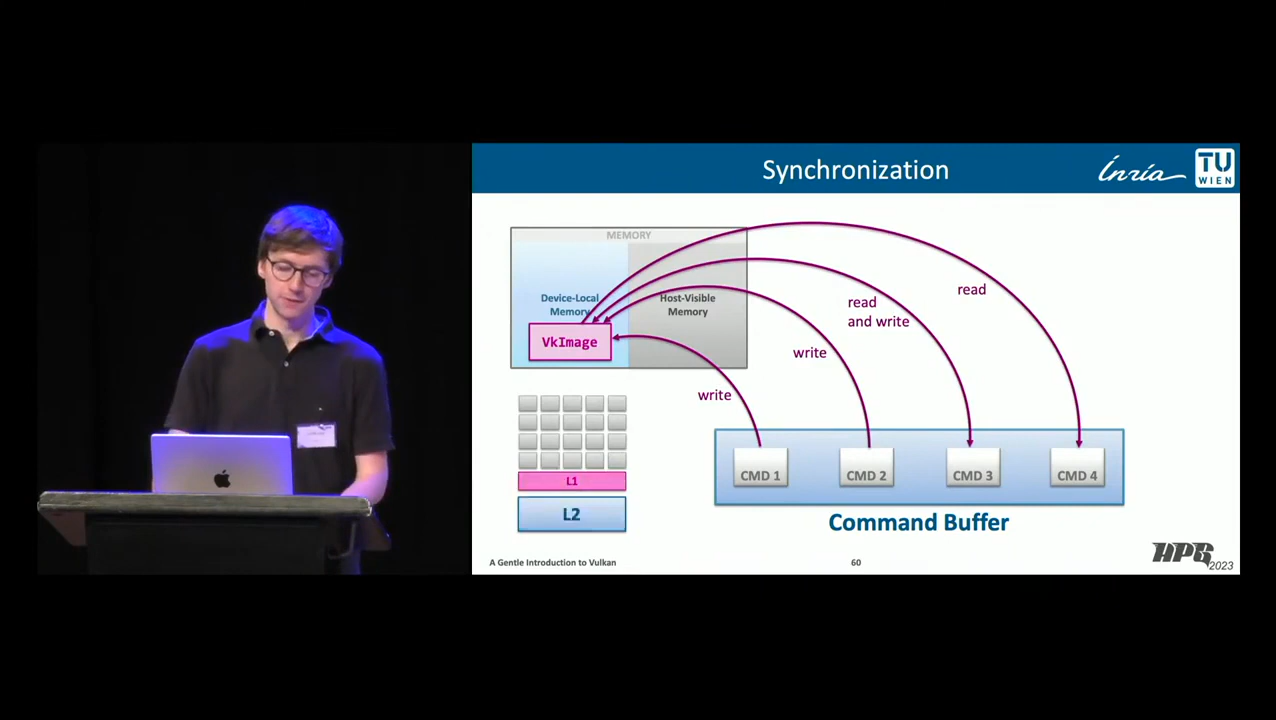 Synchronization
Inria
TU
WIEN
MEMORY
Device-Local
Memory
Host-Visible
Memory
VkImage
read
read
and write
write
write
L1
L2
CMD 1
CMD 2
CMD 3
CMD 4
Command Buffer
A Gentle Introduction to Vulkan
60
HPG
2023